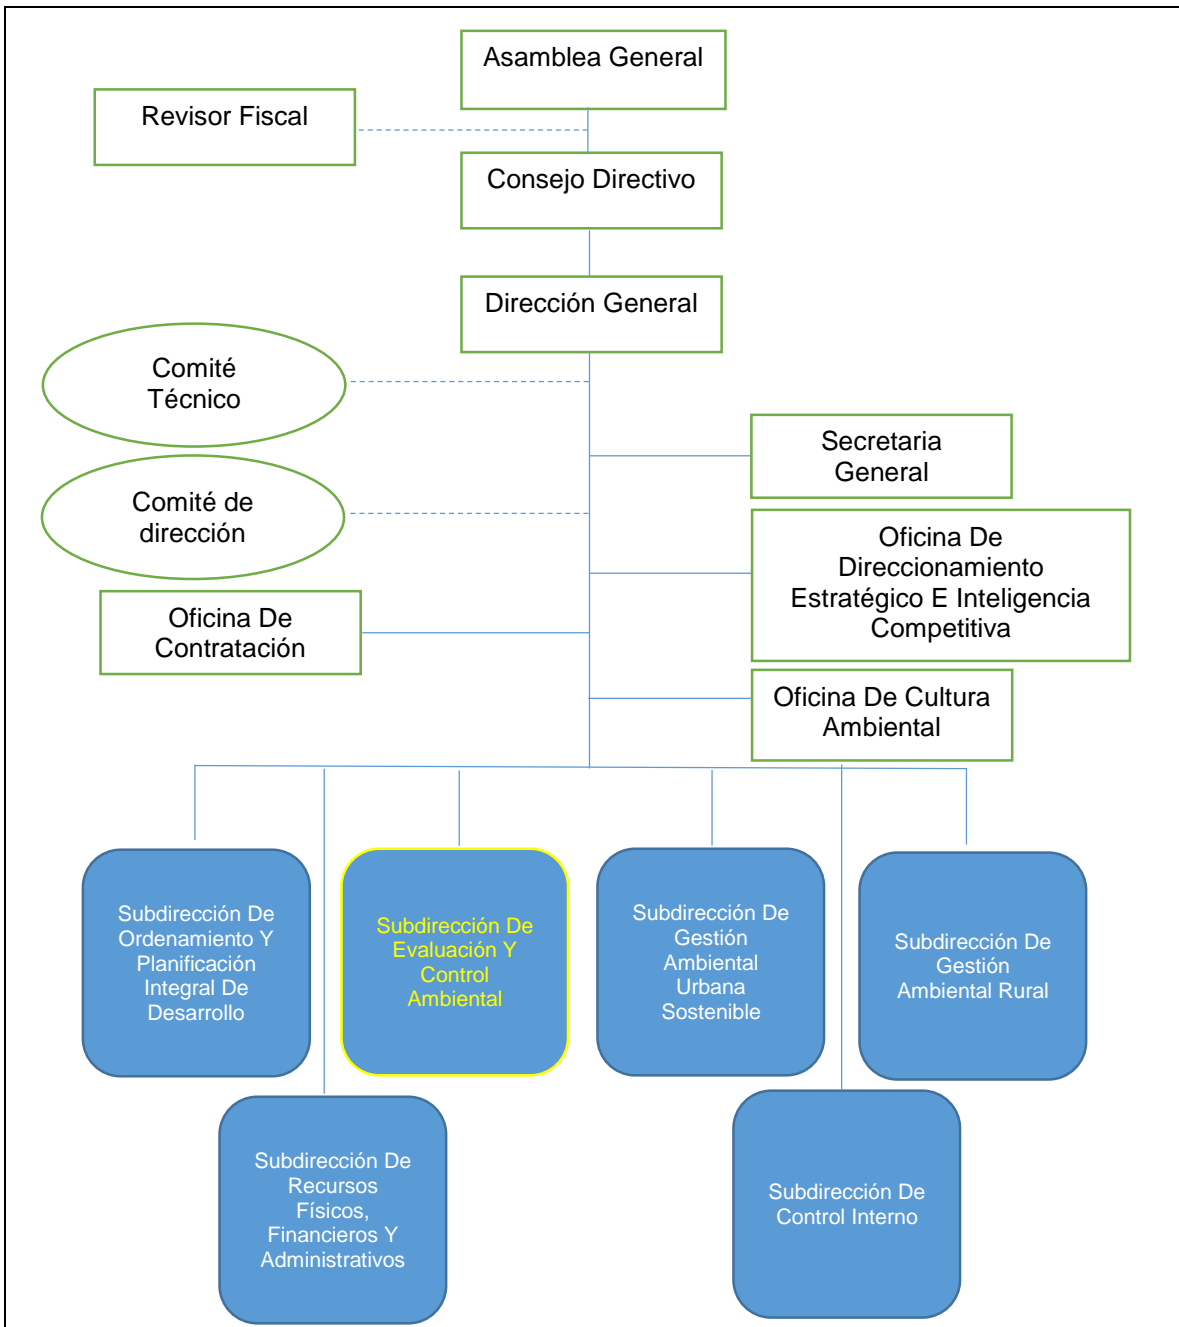 Asamblea General
Revisor Fiscal
Consejo Directivo
Dirección General
Comité
Técnico
Secretaria
General
Comité de
dirección
Oficina De
Direccionamiento
Estratégico E Inteligencia
Competitiva
Oficina De
Contratación
Oficina De Cultura
Ambiental
Subdirección De
Ordenamiento Y
Planificación
Integral De
Desarrollo
Subdirección De
Evaluación Y
Control
Ambiental
Subdirección De
Gestión
Ambiental
Urbana
Sostenible
Subdirección De
Gestión
Ambiental Rural
Subdirección De
Recursos
Físicos,
Financieros Y
Administrativos
Subdirección De
Control Interno